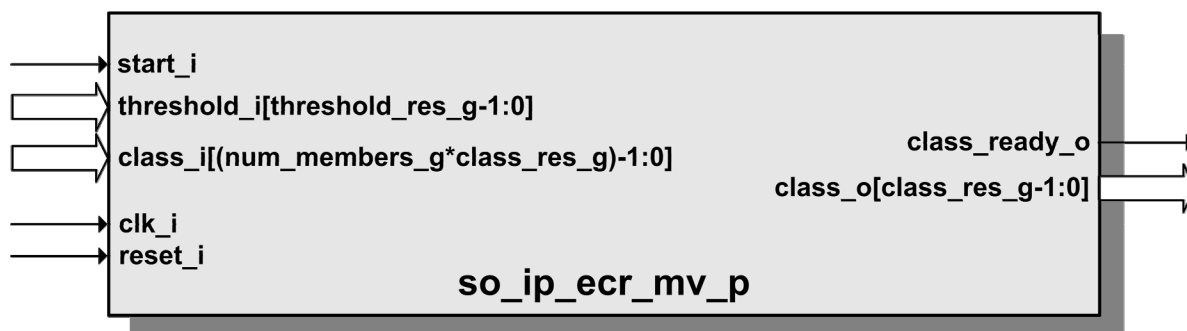 start_i
threshold_i[threshold_res_g-1:0]
class_i[(num_members_g*class_res_g)-1:0]
class_ready_o
class_o[class_res_g-1:0]
clk_i
reset_i
so_ip_ecr_mv_p